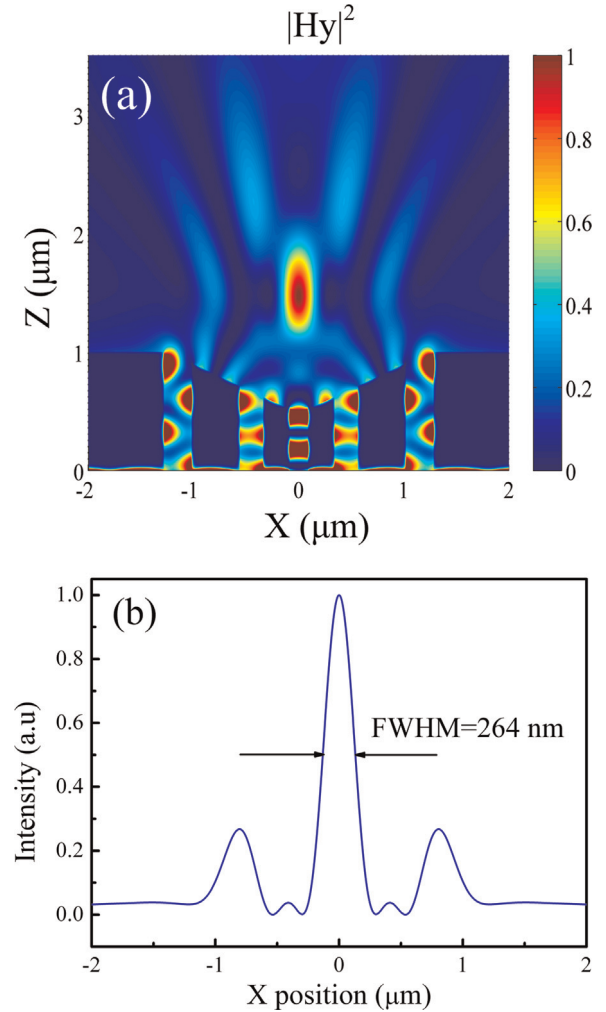 |Hy|²
(a)
3
2
1
0
Z (μm)
-2 -1 0 1 2
X (μm)
1
0.8
0.6
0.4
0.2
0
(b)
1.0
0.8
0.6
0.4
0.2
0.0
Intensity (a.u)
FWHM=264 nm
-2 -1 0 1 2
X position (μm)